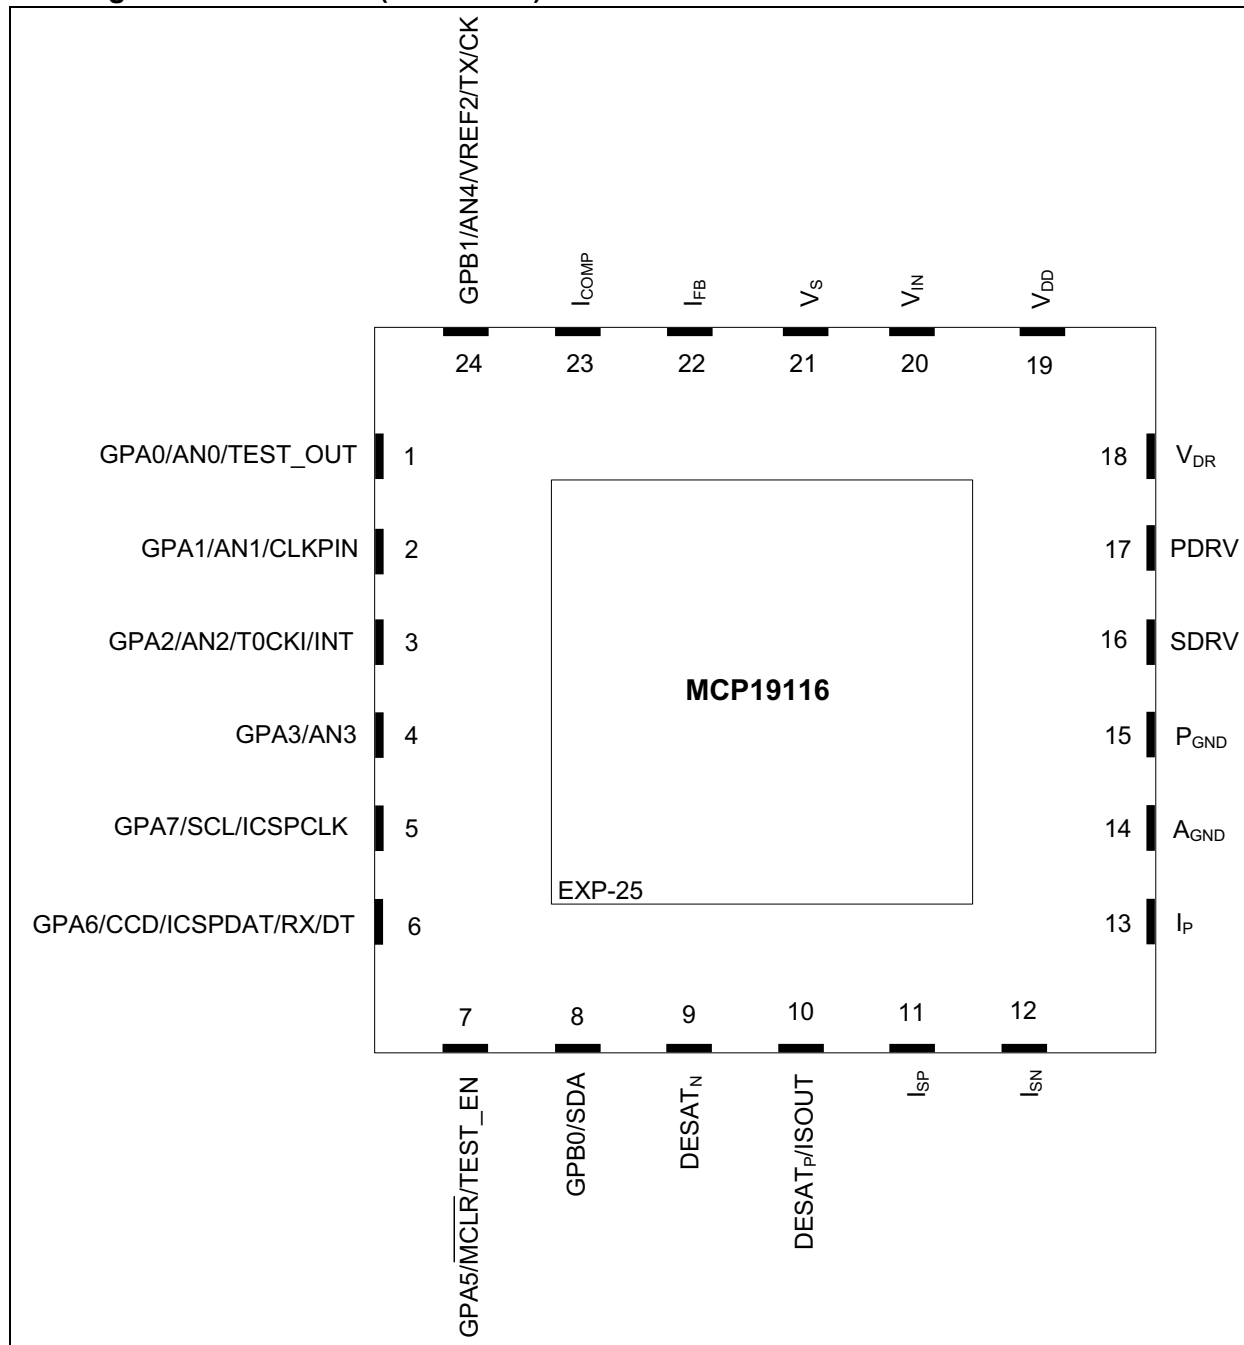 GPB1/AN4/VREF2/TX/CK
ICOMP
IFB
VS
VIN
VDD
24
23
22
21
20
19
GPA0/AN0/TEST_OUT
1
18
VDR
GPA1/AN1/CLKPIN
2
17
PDRV
GPA2/AN2/T0CKI/INT
3
16
SDRV
MCP19116
GPA3/AN3
4
15
PGND
GPA7/SCL/ICSPCLK
5
14
AGND
EXP-25
GPA6/CCD/ICSPDAT/RX/DT
6
13
IP
7
8
9
10
11
12
GPA5/MCLR/TEST_EN
GPB0/SDA
DESATN
DESATP/ISOUT
ISP
ISN